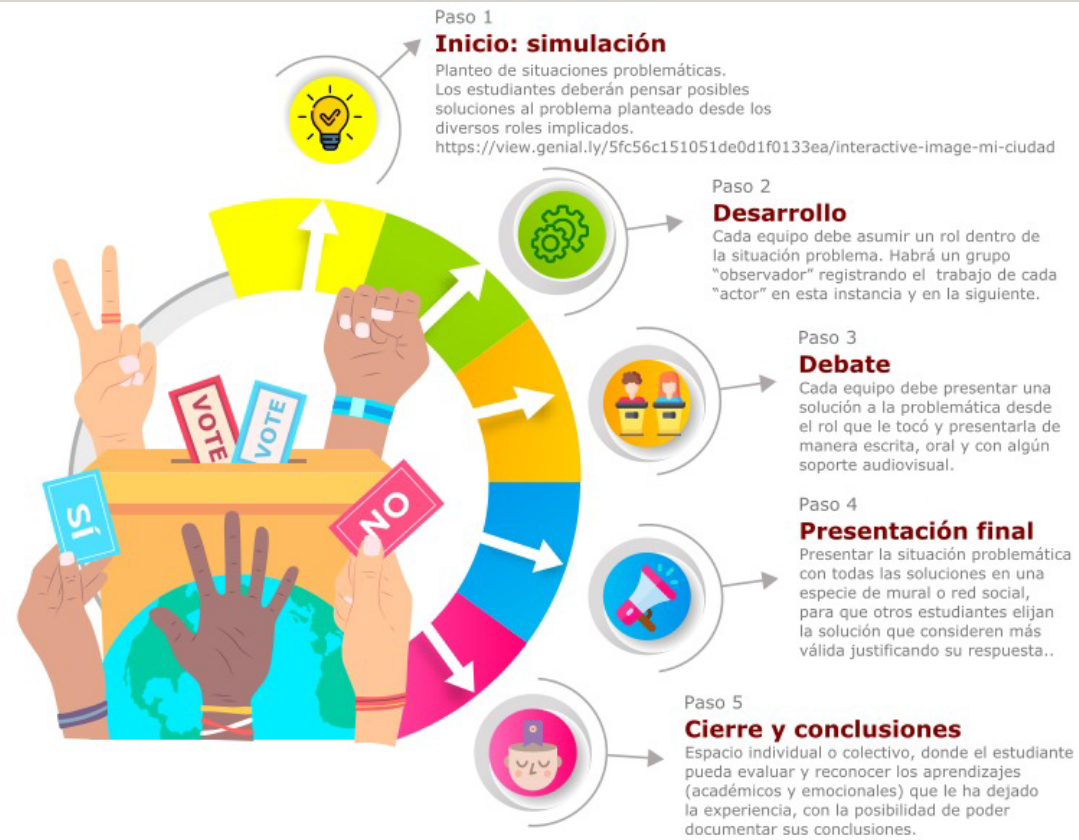 Paso 1
Inicio: simulación
Planteo de situaciones problemáticas.
Los estudiantes deberán pensar posibles
soluciones al problema planteado desde los
diversos roles implicados.
https://view.genial.ly/5fc56c151051de0d1f0133ea/interactive-image-mi-ciudad
Paso 2
Desarrollo
Cada equipo debe asumir un rol dentro de
la situación problema. Habrá un grupo
“observador” registrando el trabajo de cada
“actor” en esta instancia y en la siguiente.
Paso 3
Debate
Cada equipo debe presentar una
solución a la problemática desde
el rol que le tocó y presentarla de
manera escrita, oral y con algún
soporte audiovisual.
VOTE
VOTE
SÍ
NO
Paso 4
Presentación final
Presentar la situación problemática
con todas las soluciones en una
especie de mural o red social,
para que otros estudiantes elijan
la solución que consideren más
válida justificando su respuesta..
Paso 5
Cierre y conclusiones
Espacio individual o colectivo, donde el estudiante
pueda evaluar y reconocer los aprendizajes
(académicos y emocionales) que le ha dejado
la experiencia, con la posibilidad de poder
documentar sus conclusiones.